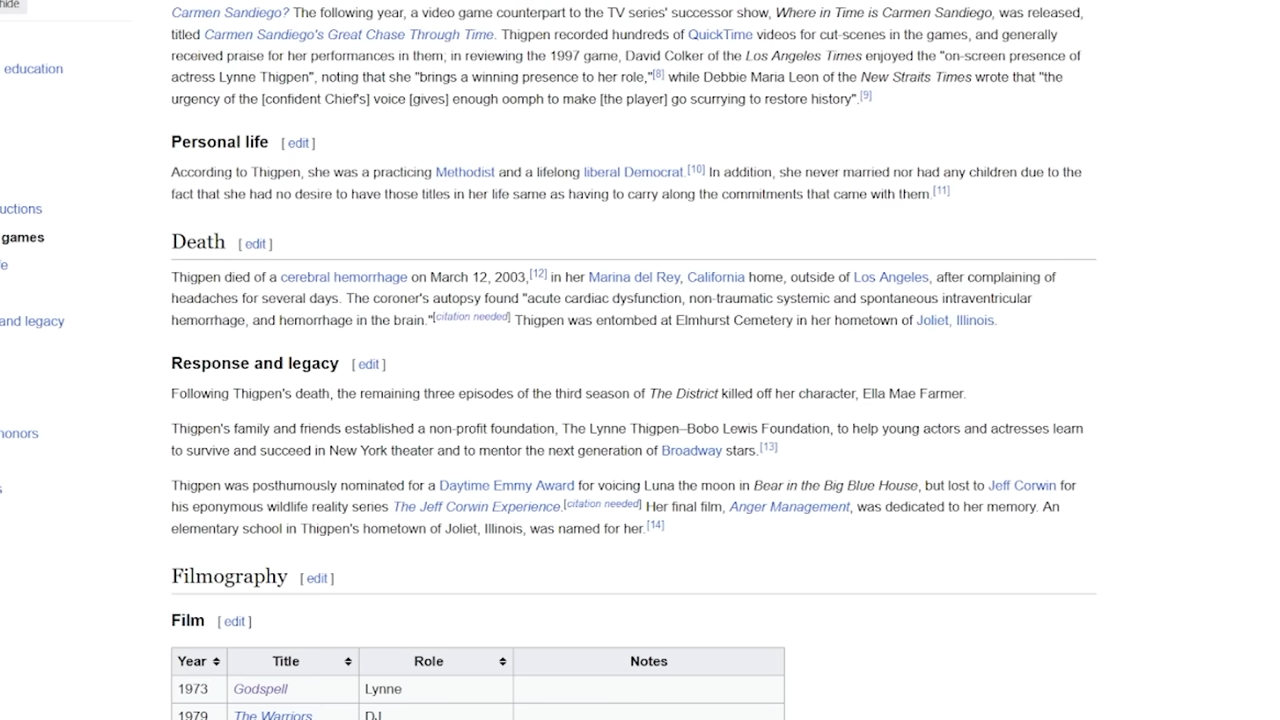 hide
Carmen Sandiego? The following year, a video game counterpart to the TV series' successor show, Where in Time is Carmen Sandiego, was released,
titled Carmen Sandiego's Great Chase Through Time. Thigpen recorded hundreds of QuickTime videos for cut-scenes in the games, and generally
education
received praise for her performances in them; in reviewing the 1997 game, David Colker of the Los Angeles Times enjoyed the "on-screen presence of
actress Lynne Thigpen", noting that she "brings a winning presence to her role,"[8] while Debbie Maria Leon of the New Straits Times wrote that "the
urgency of the [confident Chief's] voice [gives] enough oomph to make [the player] go scurrying to restore history".[9]
Personal life [ edit ]
According to Thigpen, she was a practicing Methodist and a lifelong liberal Democrat.[10] In addition, she never married nor had any children due to the
fact that she had no desire to have those titles in her life same as having to carry along the commitments that came with them.[11]
uctions
games
Death [ edit ]
fe
Thigpen died of a cerebral hemorrhage on March 12, 2003,[12] in her Marina del Rey, California home, outside of Los Angeles, after complaining of
headaches for several days. The coroner's autopsy found "acute cardiac dysfunction, non-traumatic systemic and spontaneous intraventricular
and legacy
hemorrhage, and hemorrhage in the brain."[citation needed] Thigpen was entombed at Elmhurst Cemetery in her hometown of Joliet, Illinois.
Response and legacy [ edit ]
Following Thigpen's death, the remaining three episodes of the third season of The District killed off her character, Ella Mae Farmer.
honors
Thigpen's family and friends established a non-profit foundation, The Lynne Thigpen–Bobo Lewis Foundation, to help young actors and actresses learn
to survive and succeed in New York theater and to mentor the next generation of Broadway stars.[13]
s
Thigpen was posthumously nominated for a Daytime Emmy Award for voicing Luna the moon in Bear in the Big Blue House, but lost to Jeff Corwin for
his eponymous wildlife reality series The Jeff Corwin Experience.[citation needed] Her final film, Anger Management, was dedicated to her memory. An
elementary school in Thigpen's hometown of Joliet, Illinois, was named for her.[14]
Filmography [ edit ]
Film [ edit ]
Year Title Role Notes
1973 Godspell Lynne
1979 The Warriors DJ